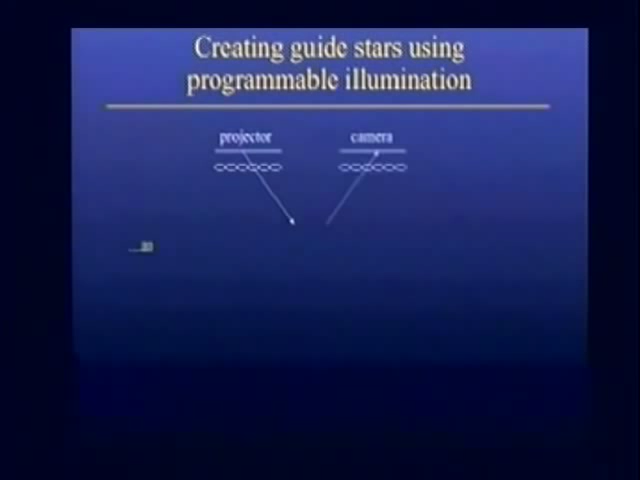 Creating guide stars using
programmable illumination
projector
camera